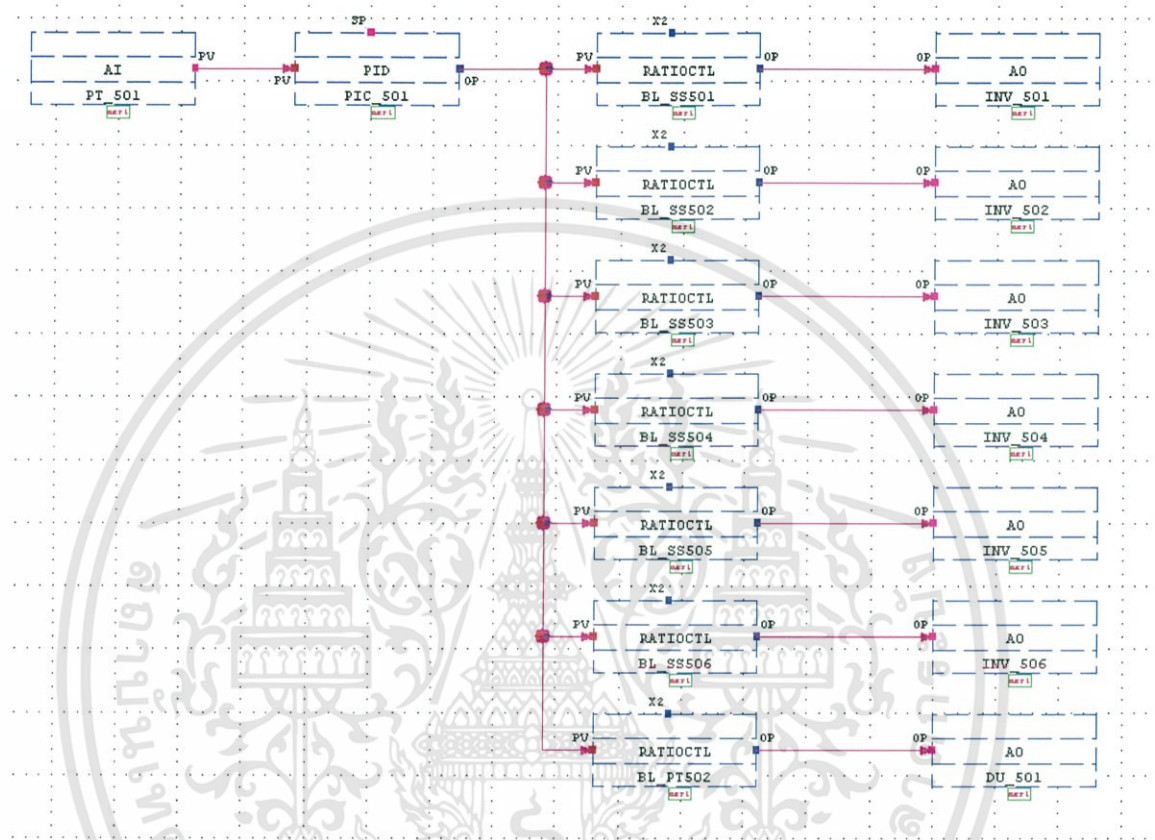 SP
X2
PV
PV
OP
OP
AI
PV
PID
OP
RATIOCTL
AO
PT_501
PIC_501
BL_SS501
INV_501
X2
PV
OP
OP
RATIOCTL
AO
BL_SS502
INV_502
X2
PV
OP
OP
RATIOCTL
AO
BL_SS503
INV_503
X2
PV
OP
OP
RATIOCTL
AO
BL_SS504
INV_504
X2
PV
OP
OP
RATIOCTL
AO
BL_SS505
INV_505
X2
PV
OP
OP
RATIOCTL
AO
BL_SS506
INV_506
X2
PV
OP
OP
RATIOCTL
AO
BL_PT502
DU_501